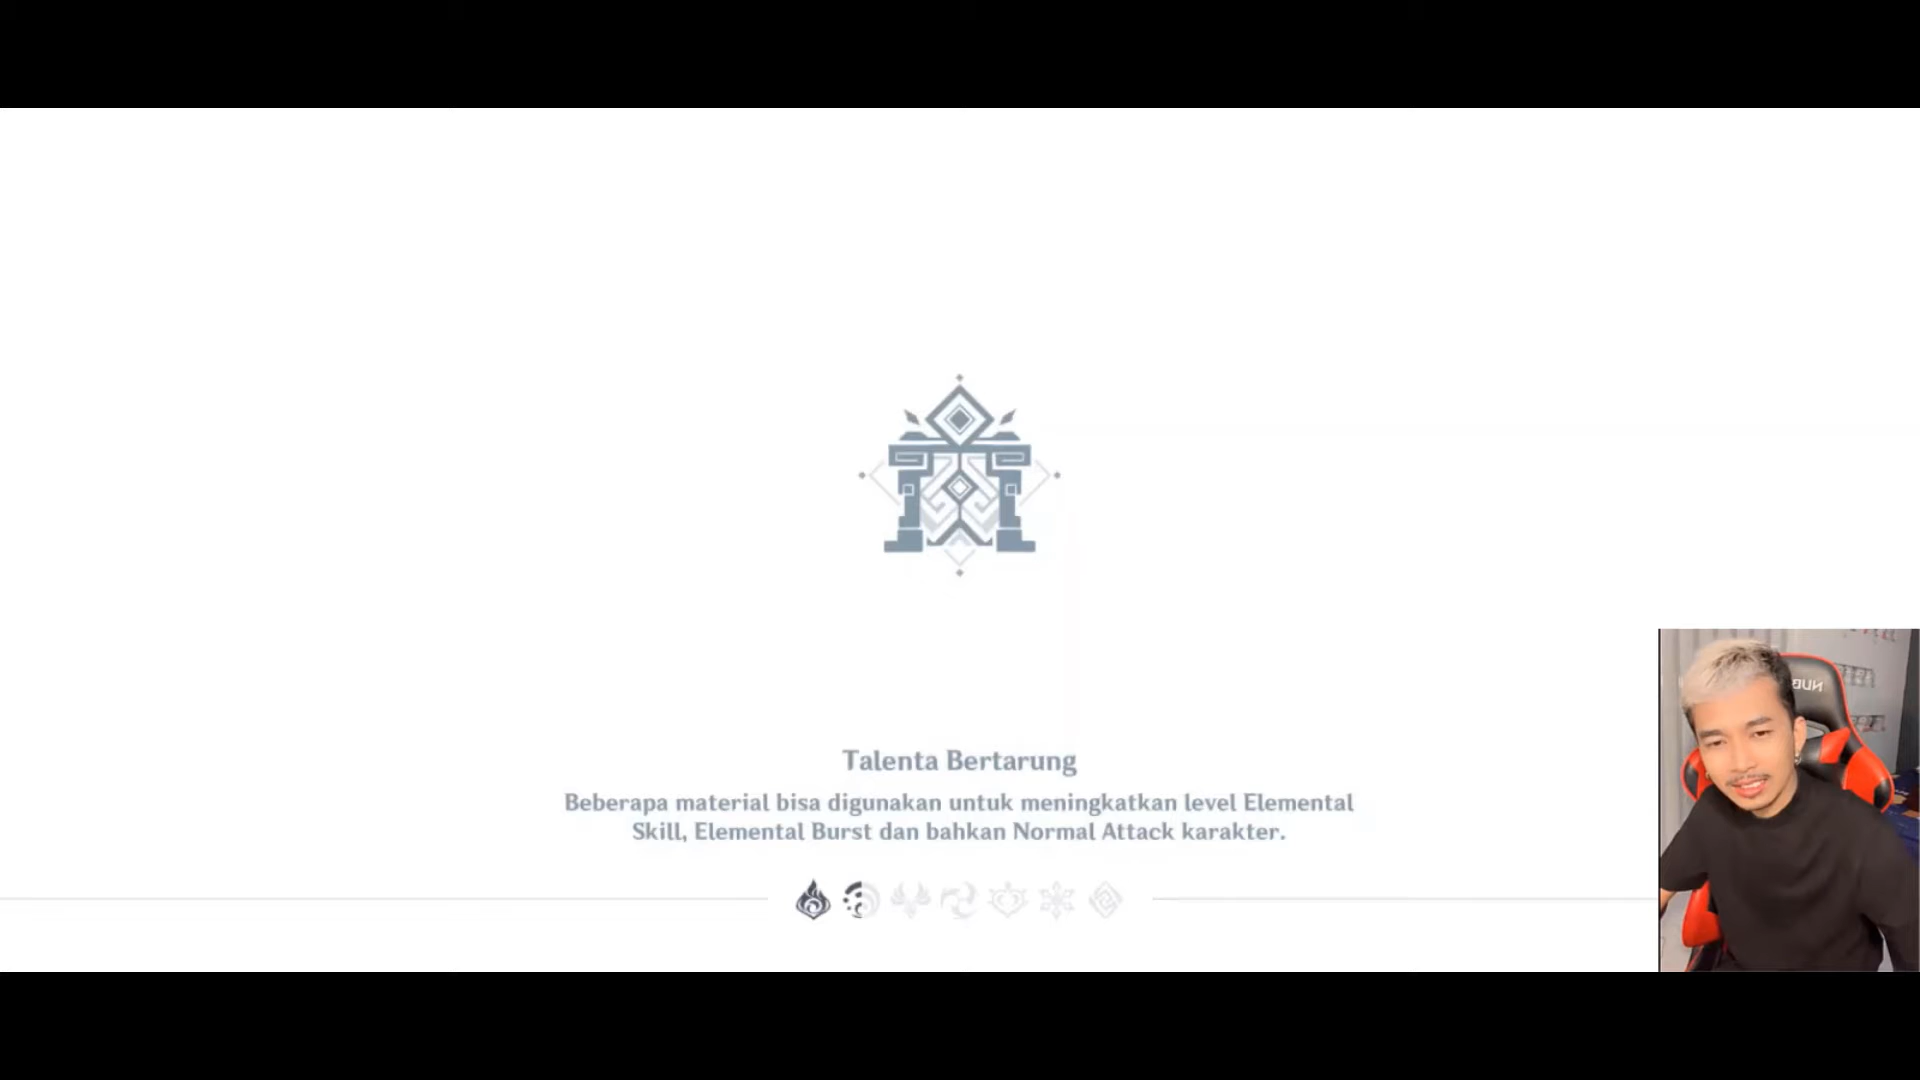 Talenta Bertarung
Beberapa material bisa digunakan untuk meningkatkan level Elemental
Skill, Elemental Burst dan bahkan Normal Attack karakter.